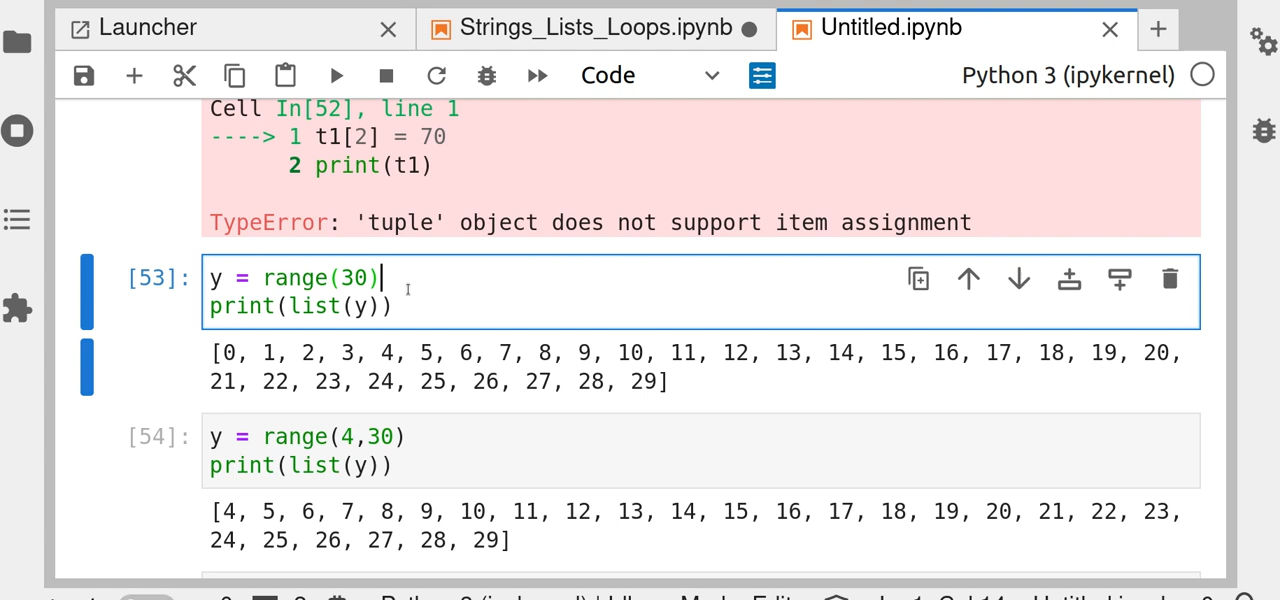 Launcher
Strings_Lists_Loops.ipynb
Untitled.ipynb
Code
Python 3 (ipykernel)
Cell In[52], line 1
----> 1 t1[2] = 70
2 print(t1)
TypeError: 'tuple' object does not support item assignment
[53]:
y = range(30)
print(list(y))
[0, 1, 2, 3, 4, 5, 6, 7, 8, 9, 10, 11, 12, 13, 14, 15, 16, 17, 18, 19, 20,
21, 22, 23, 24, 25, 26, 27, 28, 29]
[54]:
y = range(4,30)
print(list(y))
[4, 5, 6, 7, 8, 9, 10, 11, 12, 13, 14, 15, 16, 17, 18, 19, 20, 21, 22, 23,
24, 25, 26, 27, 28, 29]